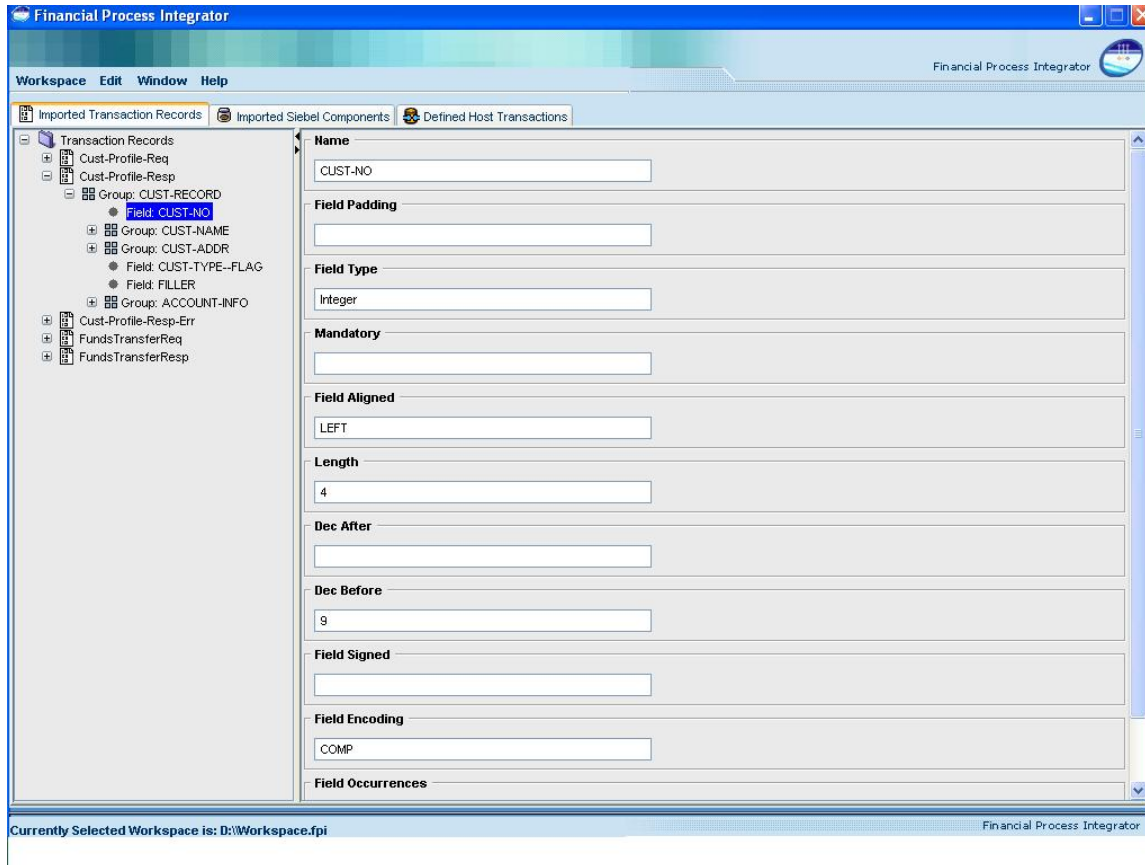 Financial Process Integrator
Financial Process Integrator
Workspace Edit Window Help
Imported Transaction Records Imported Siebel Components Defined Host Transactions
Transaction Records
Cust-Profile-Req
Cust-Profile-Resp
Group: CUST-RECORD
Field: CUST-NO
Group: CUST-NAME
Group: CUST-ADDR
Field: CUST-TYPE--FLAG
Field: FILLER
Group: ACCOUNT-INFO
Cust-Profile-Resp-Err
FundsTransferReq
FundsTransferResp
Name
CUST-NO
Field Padding
Field Type
Integer
Mandatory
Field Aligned
LEFT
Length
4
Dec After
Dec Before
9
Field Signed
Field Encoding
COMP
Field Occurrences
Currently Selected Workspace is: D:\\Workspace.fpi
Financial Process Integrator